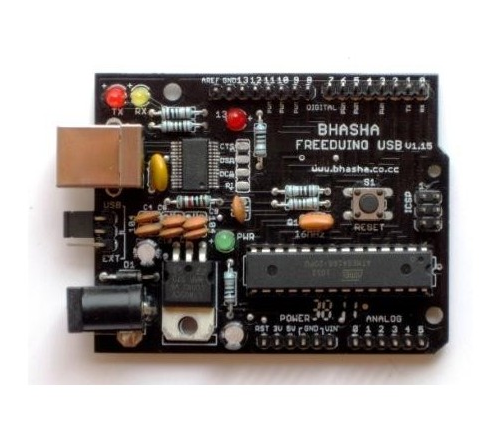 AREF GND 13 12 11 10 9 8 7 6 5 4 3 2 1 0
DIGITAL
TX RX
13
BHASHA
FREEDUINO USB V1.15
www.bhasha.co.cc
CTS
DSR
DCD
RI
S1
ICSP
RESET
C4
USB
EXT
PWR
16MHZ
D1
POWER
ANALOG
RST 3V 5V GND VIN 0 1 2 3 4 5